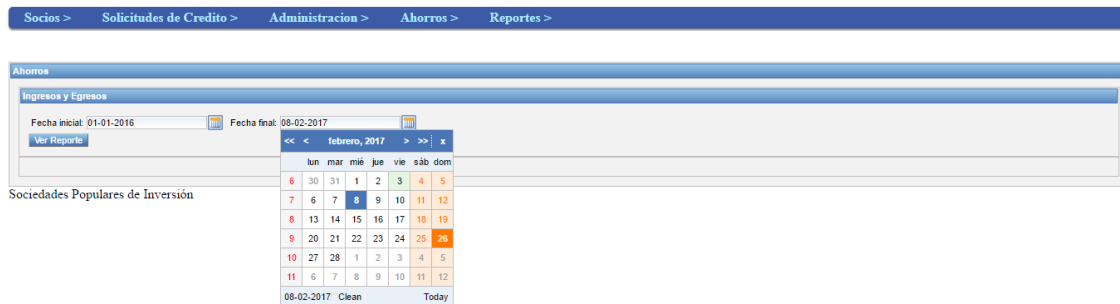 Socios > Solicitudes de Credito > Administracion > Ahorros > Reportes >
Ahorros
Ingresos y Egresos
Fecha inicial: 01-01-2016 Fecha final: 08-02-2017
Ver Reporte
<< < febrero, 2017 > >> x
lun mar mié jue vie sáb dom
6 30 31 1 2 3 4 5
7 6 7 8 9 10 11 12
8 13 14 15 16 17 18 19
9 20 21 22 23 24 25 26
10 27 28 1 2 3 4 5
11 6 7 8 9 10 11 12
08-02-2017 Clean Today
Sociedades Populares de Inversión